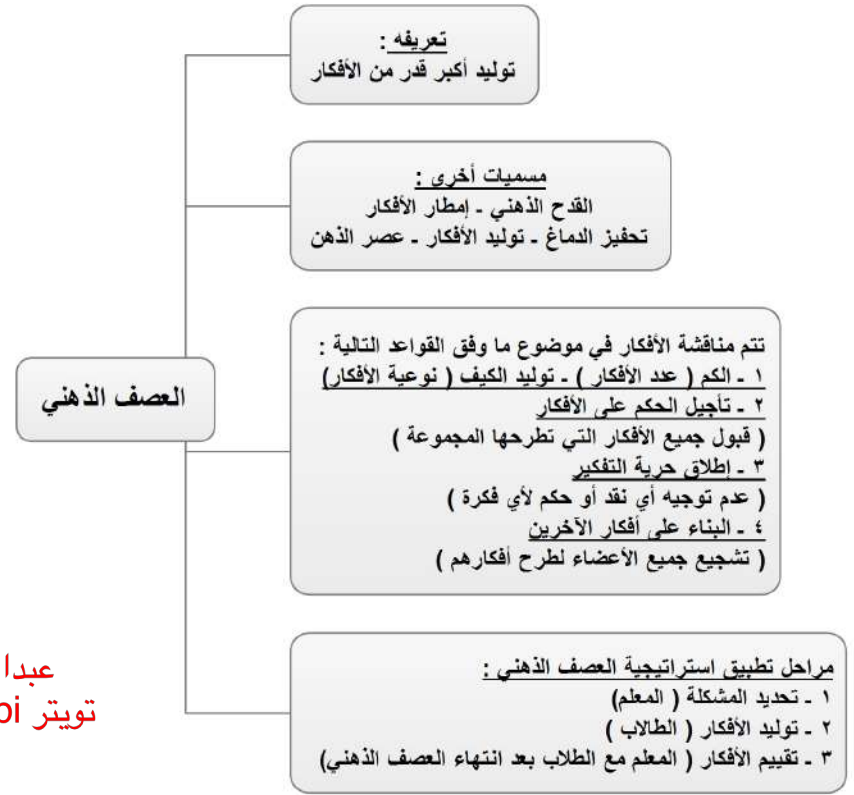 تعريفه :
توليد أكبر قدر من الأفكار
مسميات أخرى :
القدح الذهني ـ إمطار الأفكار
تحفيز الدماغ ـ توليد الأفكار ـ عصر الذهن
العصف الذهني
تتم مناقشة الأفكار في موضوع ما وفق القواعد التالية :
١ ـ الكم ( عدد الأفكار ) ـ توليد الكيف ( نوعية الأفكار)
٢ ـ تأجيل الحكم على الأفكار
( قبول جميع الأفكار التي تطرحها المجموعة )
٣ ـ إطلاق حرية التفكير
( عدم توجيه أي نقد أو حكم لأي فكرة )
٤ ـ البناء على أفكار الآخرين
( تشجيع جميع الأعضاء لطرح أفكارهم )
مراحل تطبيق استراتيجية العصف الذهني :
١ ـ تحديد المشكلة ( المعلم)
٢ ـ توليد الأفكار ( الطالاب )
٣ ـ تقييم الأفكار ( المعلم مع الطلاب بعد انتهاء العصف الذهني)
عبدا
تويتر pi